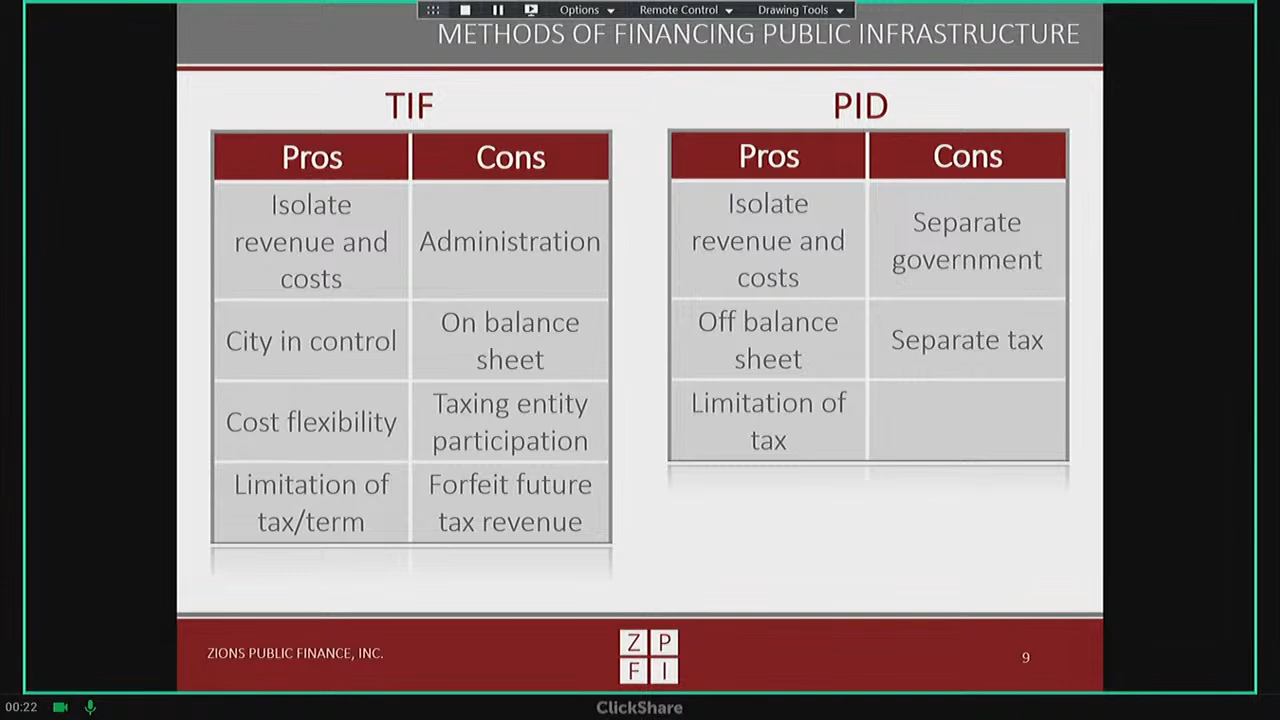 Options
Remote Control
Drawing Tools
METHODS OF FINANCING PUBLIC INFRASTRUCTURE
TIF
Pros
Cons
Isolate
revenue and
costs
Administration
City in control
On balance
sheet
Cost flexibility
Taxing entity
participation
Limitation of
tax/term
Forfeit future
tax revenue
PID
Pros
Cons
Isolate
revenue and
costs
Separate
government
Off balance
sheet
Separate tax
Limitation of
tax
ZIONS PUBLIC FINANCE, INC.
Z P
F I
9
00:22
ClickShare